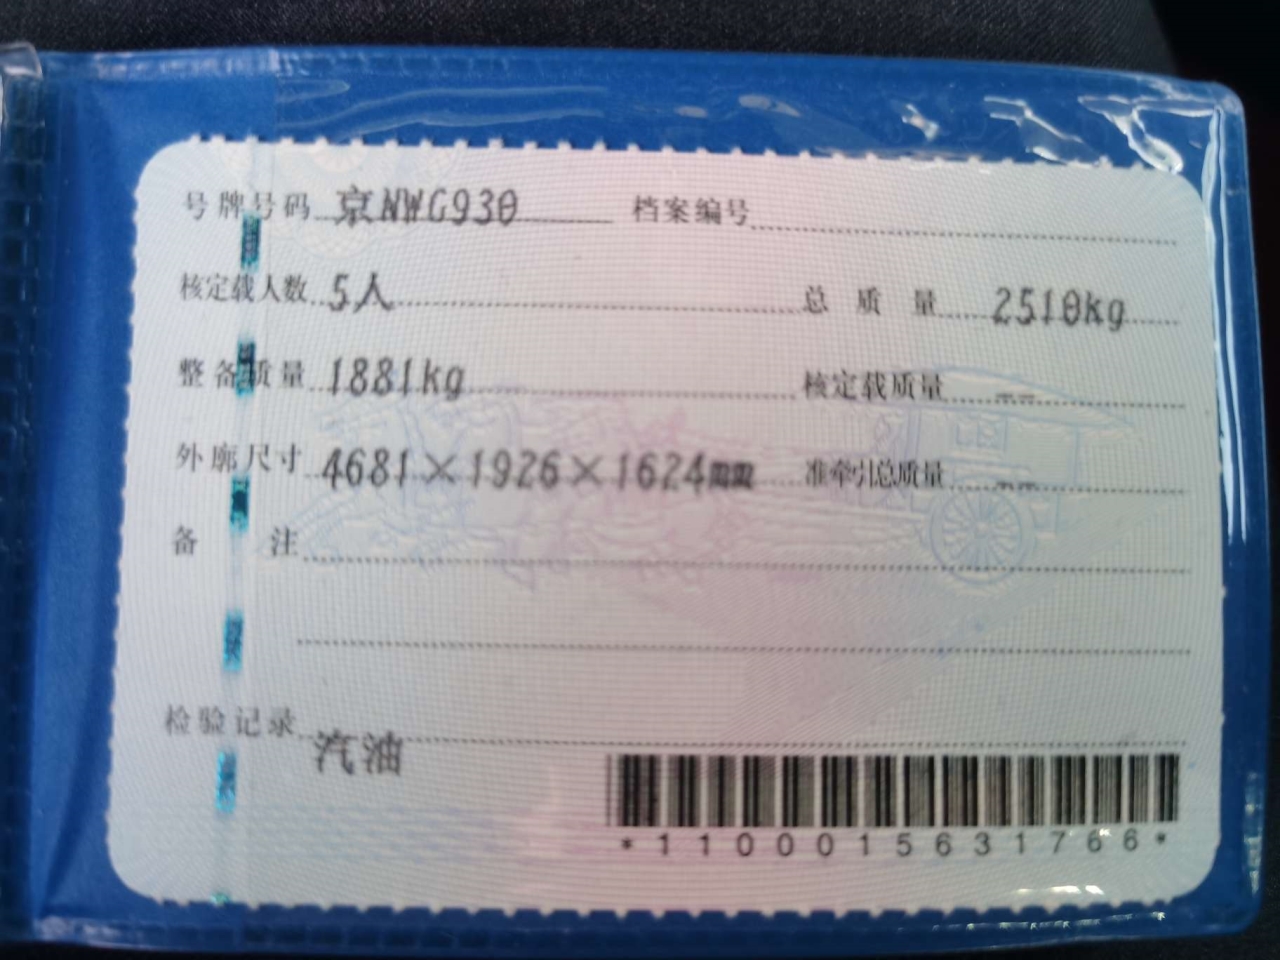 号牌号码 京NWG930 档案编号
核定载人数 5人 总质量 2510kg
整备质量 1881kg 核定载质量 --
外廓尺寸 4681×1926×1624mm 准牵引总质量 --
备注
检验记录
汽油
*110001563176 6*